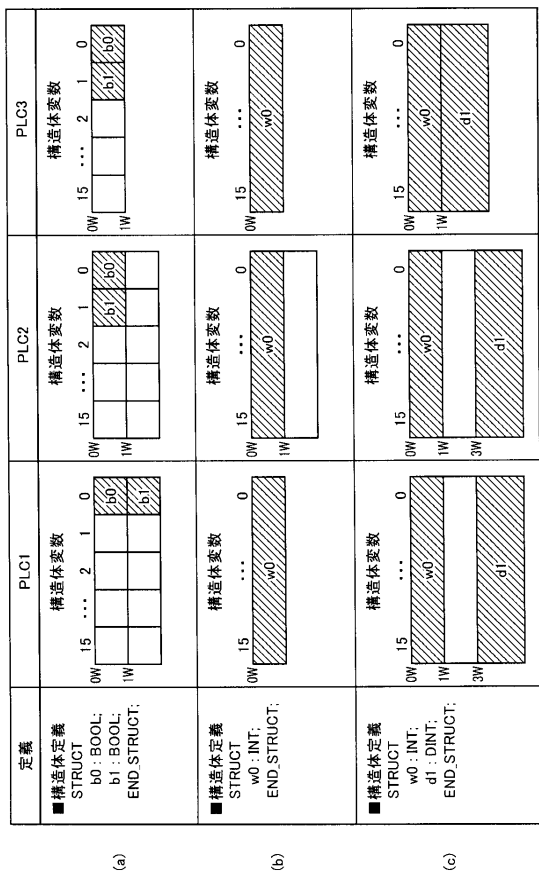 定義 PLC1 PLC2 PLC3
(a)
■構造体定義
STRUCT
b0 : BOOL;
b1 : BOOL;
END_STRUCT;
構造体変数
15 ... 2 1 0
0W
b0
1W
b1
構造体変数
15 ... 2 1 0
0W
b1 b0
1W
構造体変数
15 ... 2 1 0
0W
b1 b0
1W
(b)
■構造体定義
STRUCT
w0 : INT;
END_STRUCT;
構造体変数
15 ... 0
0W
w0
構造体変数
15 ... 0
0W
w0
1W
構造体変数
15 ... 0
0W
w0
(c)
■構造体定義
STRUCT
w0 : INT;
d1 : DINT;
END_STRUCT;
構造体変数
15 ... 0
0W
w0
1W
3W
d1
構造体変数
15 ... 0
0W
w0
1W
3W
d1
構造体変数
15 ... 0
0W
w0
1W
d1